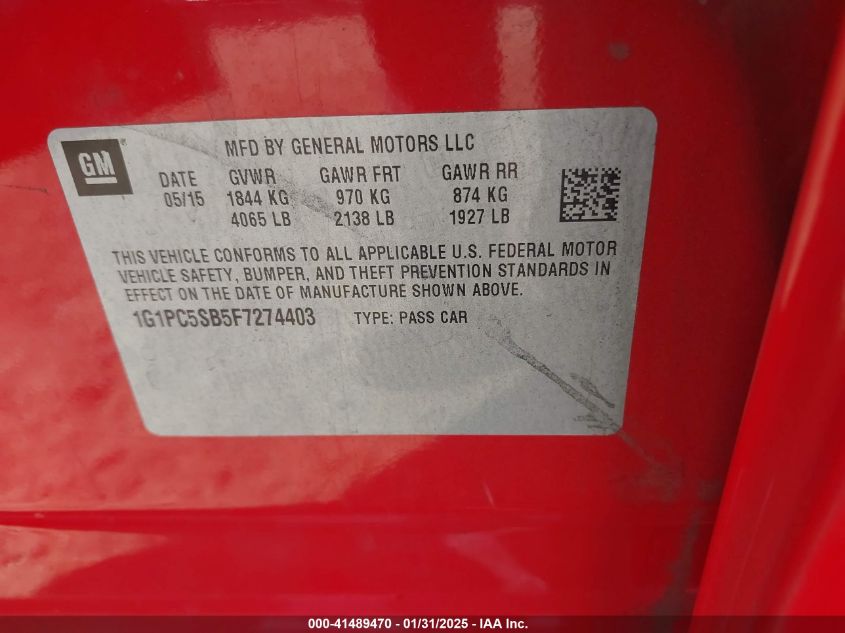 GM
MFD BY GENERAL MOTORS LLC
DATE GVWR GAWR FRT GAWR RR
05/15 1844 KG 970 KG 874 KG
4065 LB 2138 LB 1927 LB
THIS VEHICLE CONFORMS TO ALL APPLICABLE U.S. FEDERAL MOTOR
VEHICLE SAFETY, BUMPER, AND THEFT PREVENTION STANDARDS IN
EFFECT ON THE DATE OF MANUFACTURE SHOWN ABOVE.
1G1PC5SB5F7274403 TYPE: PASS CAR
000-41489470 - 01/31/2025 - IAA Inc.